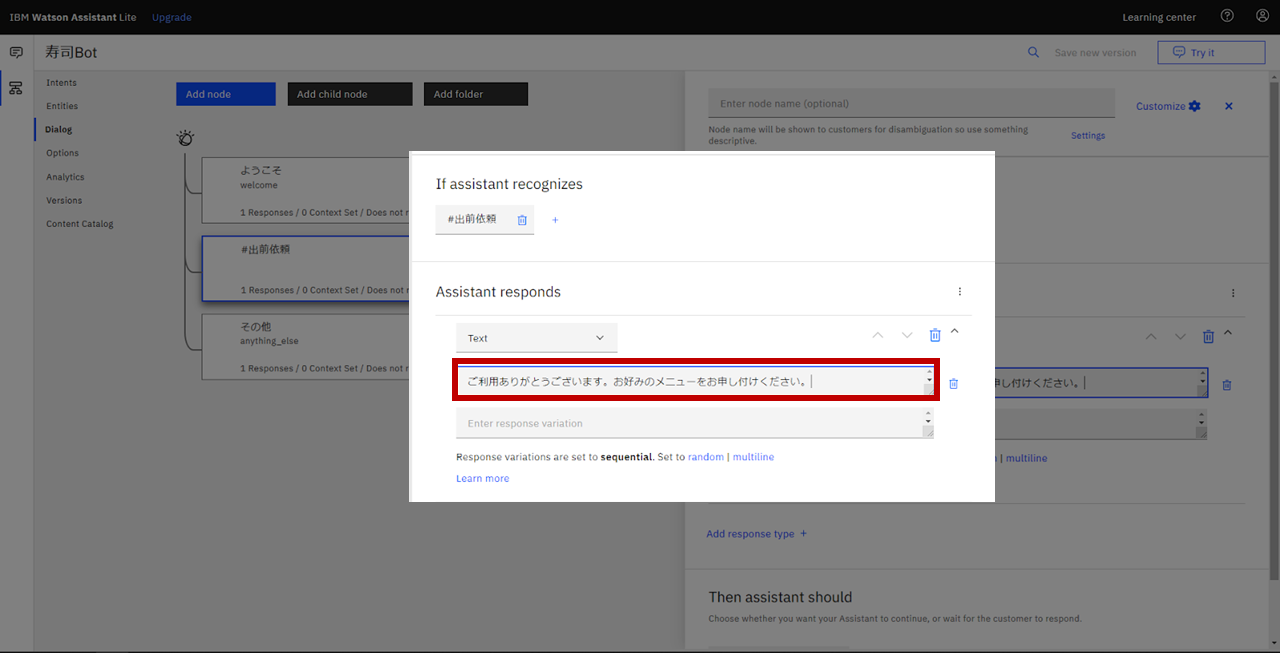 IBM Watson Assistant Lite Upgrade Learning center
寿司Bot Save new version Try it
Intents
Entities
Dialog
Options
Analytics
Versions
Content Catalog
Add node Add child node Add folder
ようこそ
welcome
1 Responses / 0 Context Set / Does not r
#出前依頼
1 Responses / 0 Context Set / Does not r
その他
anything_else
1 Responses / 0 Context Set / Does not r
Enter node name (optional) Customize
Node name will be shown to customers for disambiguation so use something
descriptive.
Settings
If assistant recognizes
#出前依頼
Assistant responds
Text
ご利用ありがとうございます。お好みのメニューをお申し付けください。
Enter response variation
Response variations are set to sequential. Set to random | multiline
Learn more
申し付けください。
| multiline
Add response type +
Then assistant should
Choose whether you want your Assistant to continue, or wait for the customer to respond.